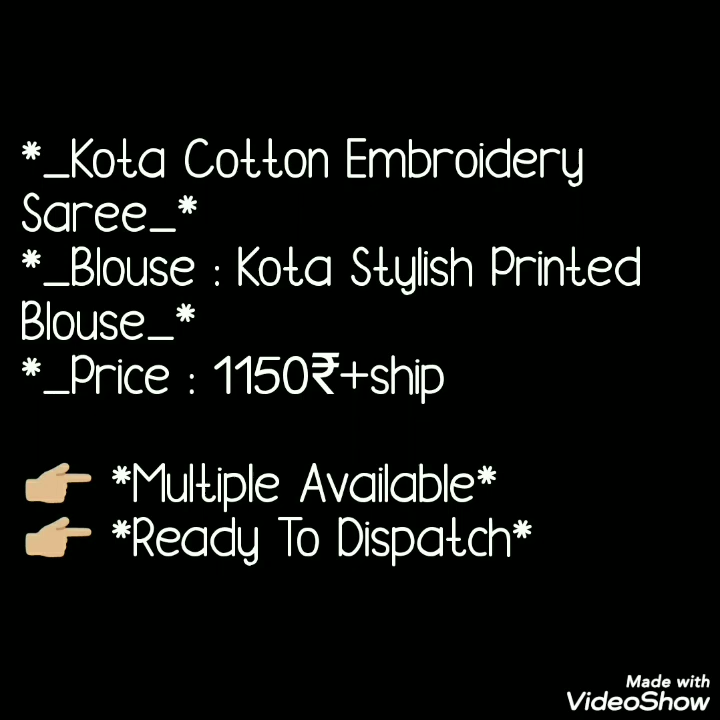 *_Kota Cotton Embroidery
Saree_*
*_Blouse : Kota Stylish Printed
Blouse_*
*_Price : 1150₹+ship
👉🏼 *Multiple Available*
👉🏼 *Ready To Dispatch*
Made with
VideoShow